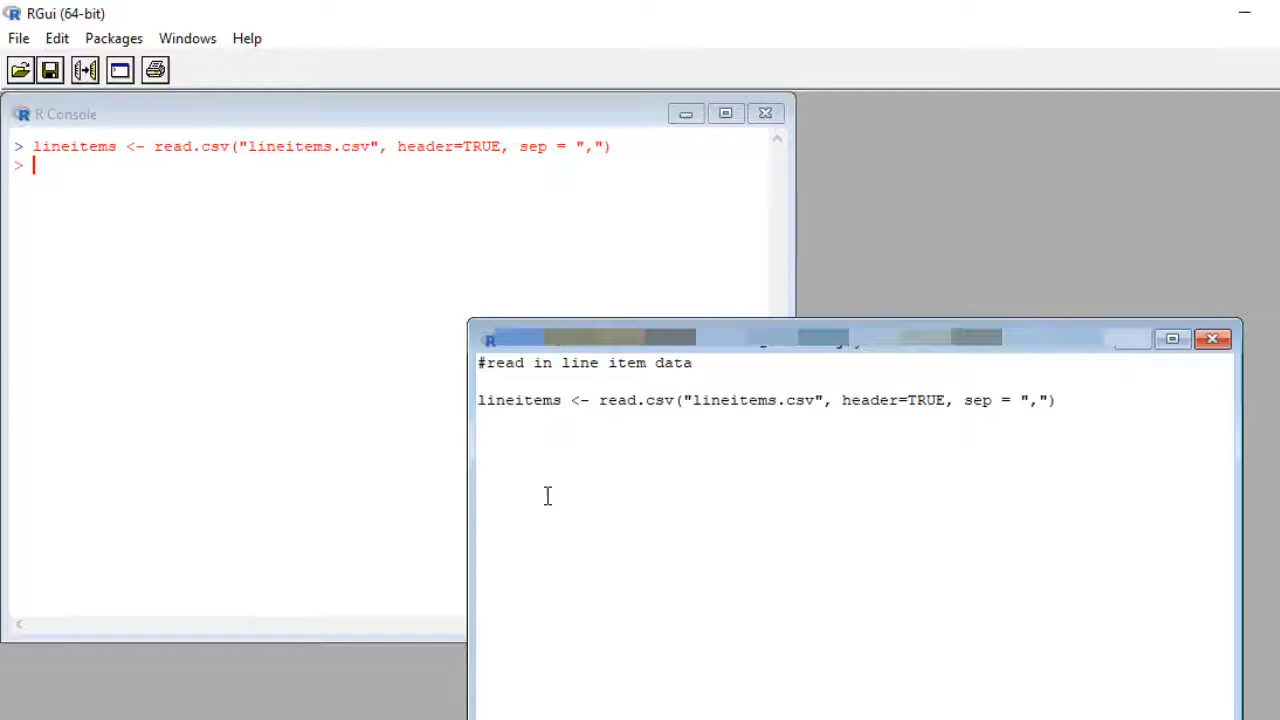 RGui (64-bit)
File Edit Packages Windows Help
R Console
> lineitems <- read.csv("lineitems.csv", header=TRUE, sep = ",")
>
#read in line item data
lineitems <- read.csv("lineitems.csv", header=TRUE, sep = ",")